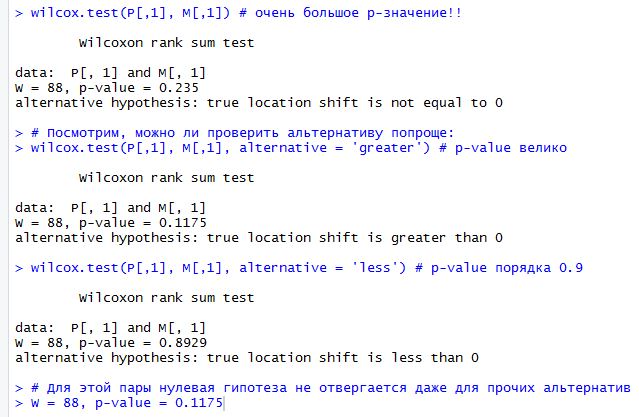 > wilcox.test(P[,1], M[,1]) # очень большое p-значение!!
Wilcoxon rank sum test
data:  P[, 1] and M[, 1]
W = 88, p-value = 0.235
alternative hypothesis: true location shift is not equal to 0
> # Посмотрим, можно ли проверить альтернативу попроще:
> wilcox.test(P[,1], M[,1], alternative = 'greater') # p-value велико
Wilcoxon rank sum test
data:  P[, 1] and M[, 1]
W = 88, p-value = 0.1175
alternative hypothesis: true location shift is greater than 0
> wilcox.test(P[,1], M[,1], alternative = 'less') # p-value порядка 0.9
Wilcoxon rank sum test
data:  P[, 1] and M[, 1]
W = 88, p-value = 0.8929
alternative hypothesis: true location shift is less than 0
> # Для этой пары нулевая гипотеза не отвергается даже для прочих альтернатив
> W = 88, p-value = 0.1175